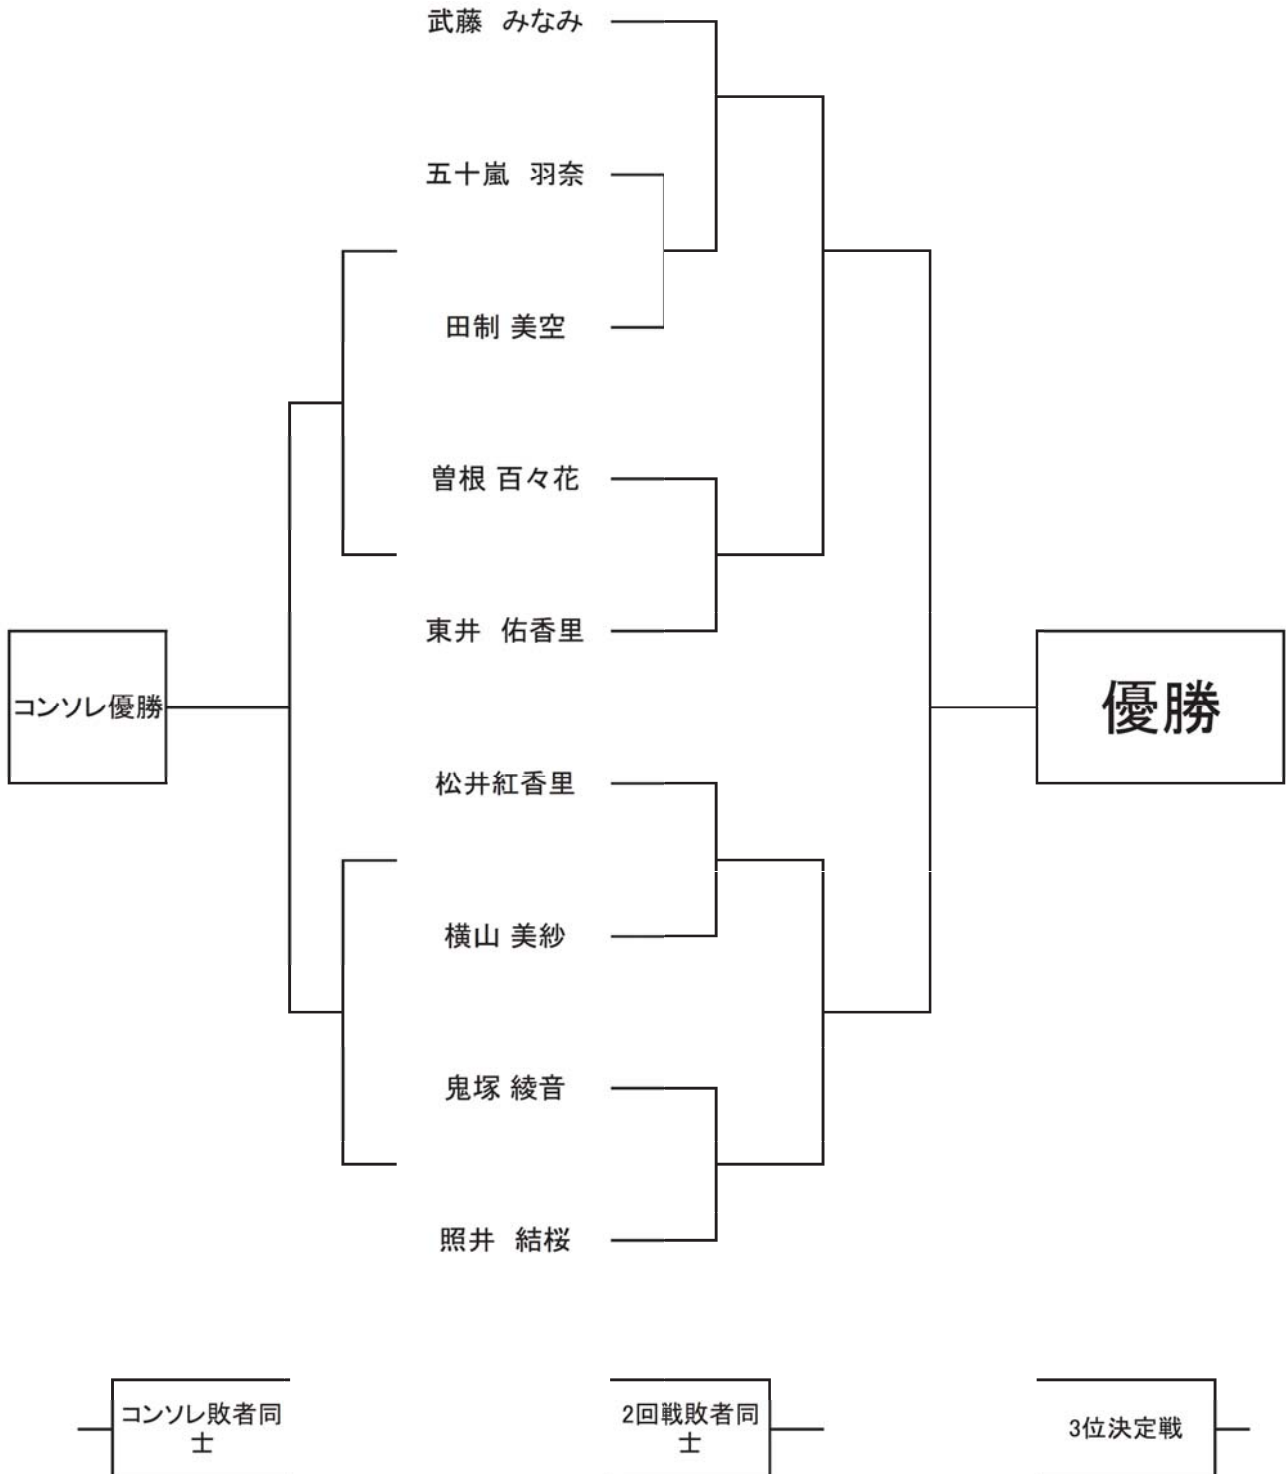 武藤　みなみ
五十嵐　羽奈
田制 美空
曽根 百々花
東井　佑香里
コンソレ優勝
優勝
松井紅香里
横山 美紗
鬼塚 綾音
照井　結桜
コンソレ敗者同
士
2回戦敗者同
士
3位決定戦